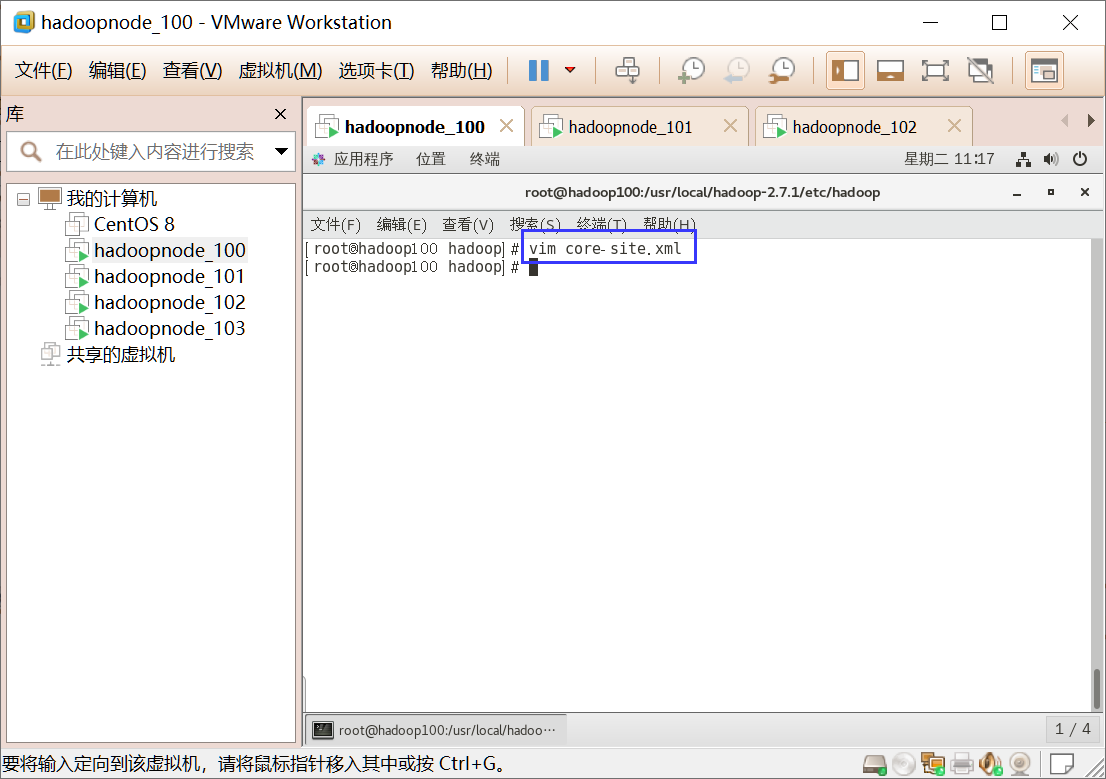 hadoopnode_100 - VMware Workstation
文件(F) 编辑(E) 查看(V) 虚拟机(M) 选项卡(T) 帮助(H)
库
在此处键入内容进行搜索
我的计算机
CentOS 8
hadoopnode_100
hadoopnode_101
hadoopnode_102
hadoopnode_103
共享的虚拟机
hadoopnode_100 hadoopnode_101 hadoopnode_102
应用程序 位置 终端 星期二 11:17
root@hadoop100:/usr/local/hadoop-2.7.1/etc/hadoop
文件(F) 编辑(E) 查看(V) 搜索(S) 终端(T) 帮助(H)
[root@hadoop100 hadoop]# vim core-site.xml
[root@hadoop100 hadoop]#
root@hadoop100:/usr/local/hadoo… 1 / 4
要将输入定向到该虚拟机，请将鼠标指针移入其中或按 Ctrl+G。